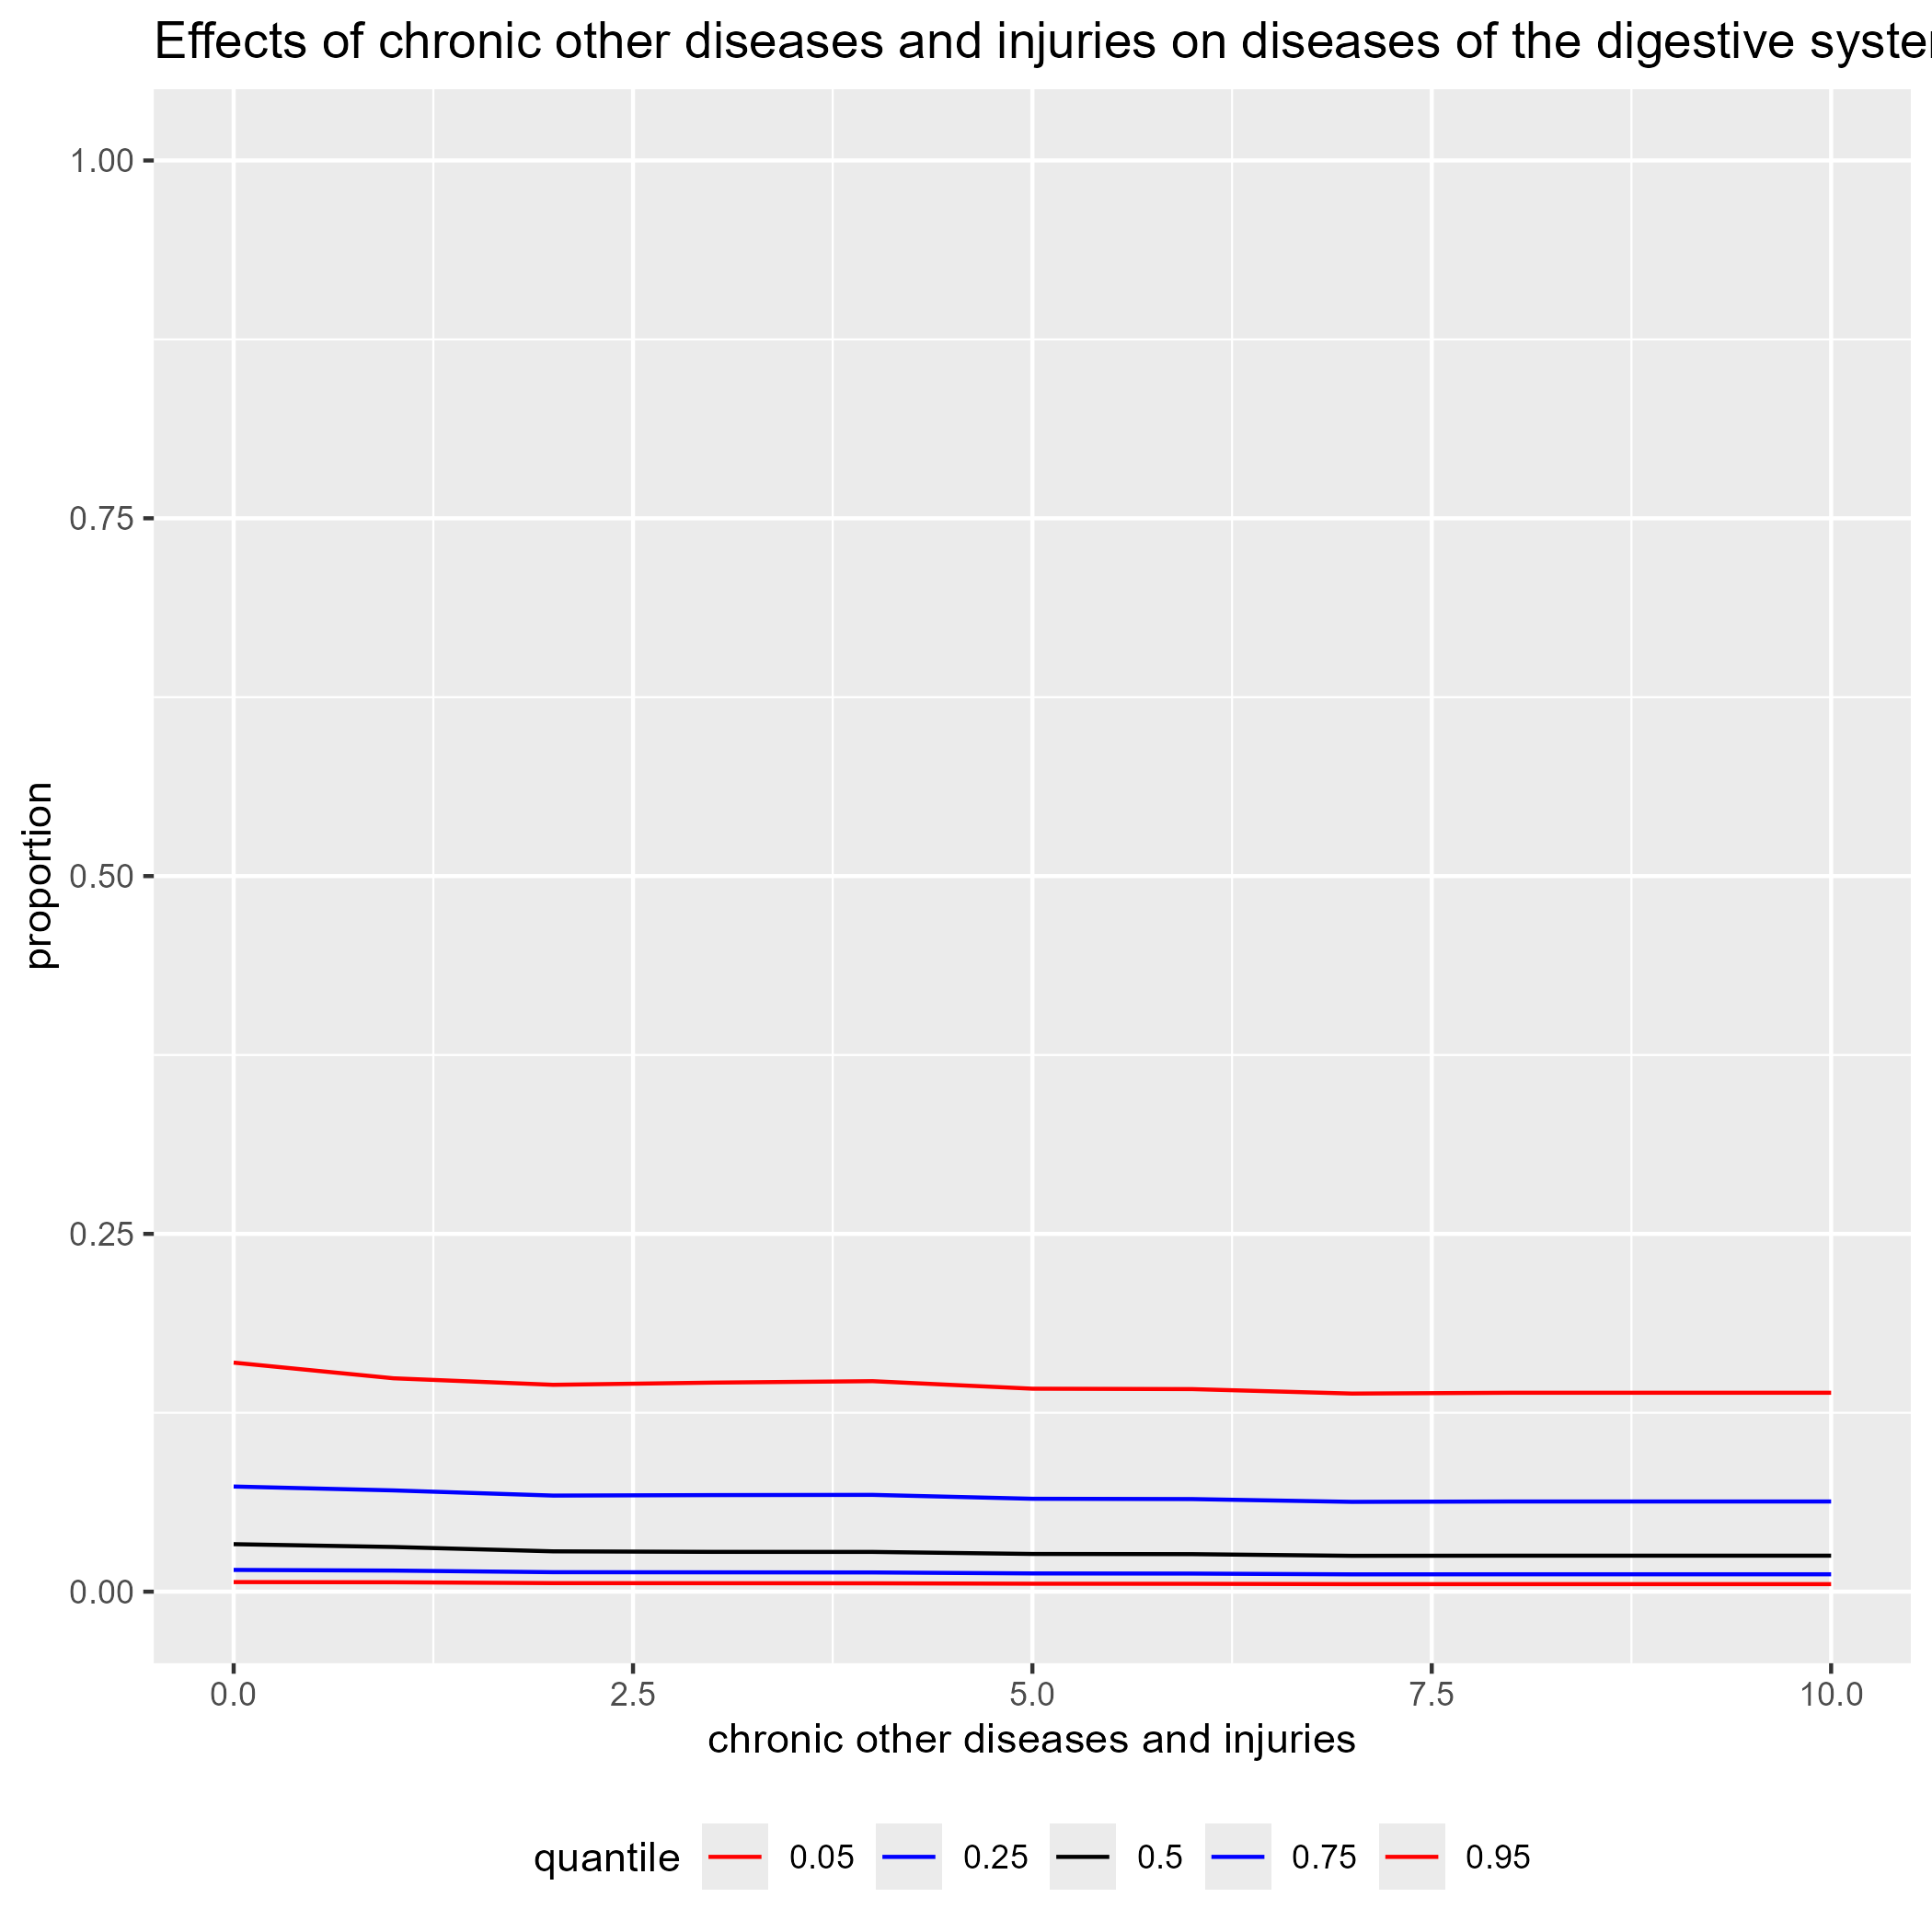 Effects of chronic other diseases and injuries on diseases of the digestive
1.00
0.75
0.50
0.25
0.00
proportion
0.0 2.5 5.0 7.5 10.0
chronic other diseases and injuries
quantile 0.05 0.25 0.5 0.75 0.95